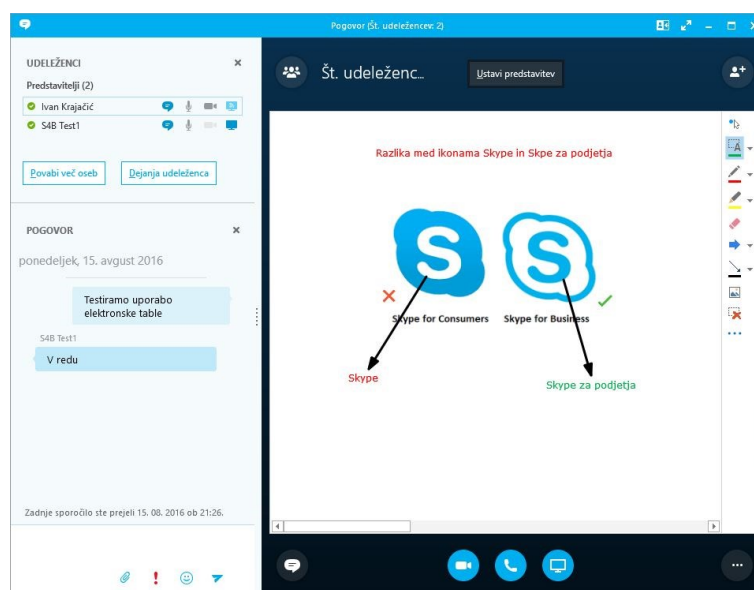 Pogovor (Št. udeležencev: 2)
UDELEŽENCI
Predstavitelji (2)
Ivan Krajačić
S4B Test1
Povabi več oseb
Dejanja udeleženca
POGOVOR
ponedeljek, 15. avgust 2016
Testiramo uporabo
elektronske table
S4B Test1
V redu
Zadnje sporočilo ste prejeli 15. 08. 2016 ob 21:26.
Št. udeleženc...
Ustavi predstavitev
Razlika med ikonama Skype in Skpe za podjetja
Skype for Consumers
Skype for Business
Skype
Skype za podjetja